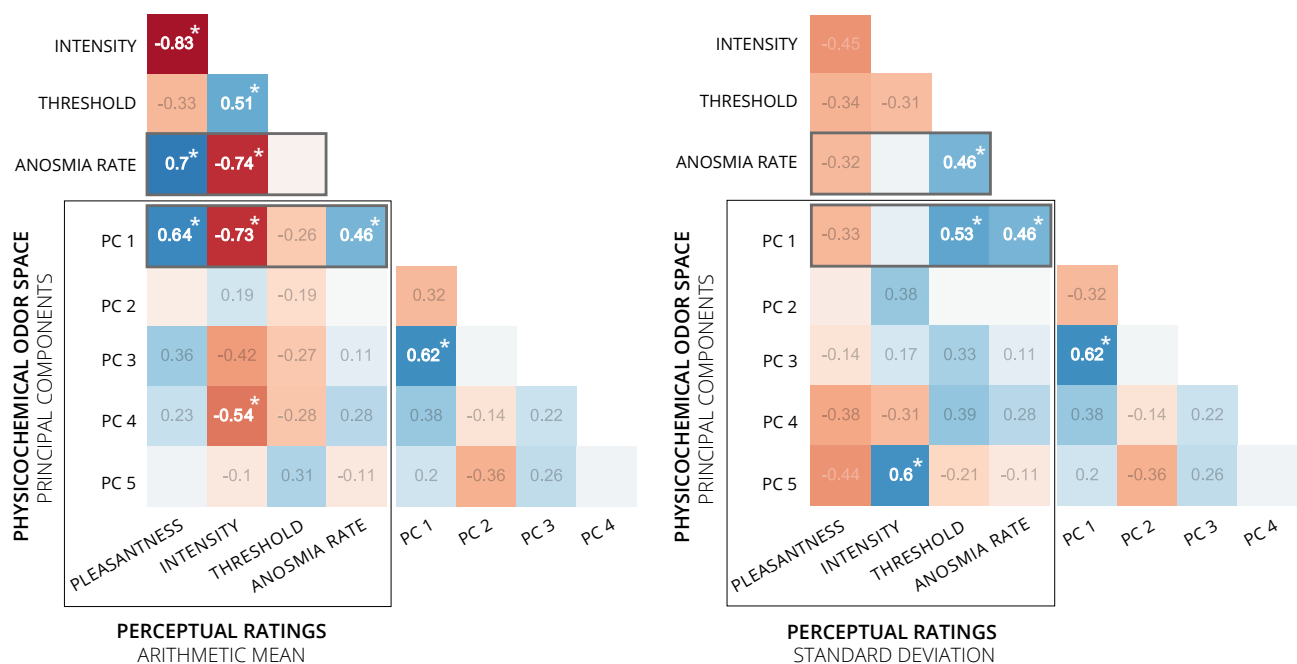 INTENSITY -0.83*
THRESHOLD -0.33 0.51*
ANOSMIA RATE 0.7* -0.74*
PHYSICOCHEMICAL ODOR SPACE
PRINCIPAL COMPONENTS
PC 1 0.64* -0.73* -0.26 0.46*
PC 2 0.19 -0.19 0.32
PC 3 0.36 -0.42 -0.27 0.11 0.62*
PC 4 0.23 -0.54* -0.28 0.28 0.38 -0.14 0.22
PC 5 -0.1 0.31 -0.11 0.2 -0.36 0.26
PLEASANTNESS INTENSITY THRESHOLD ANOSMIA RATE PC 1 PC 2 PC 3 PC 4
PERCEPTUAL RATINGS
ARITHMETIC MEAN
INTENSITY -0.45
THRESHOLD -0.34 -0.31
ANOSMIA RATE -0.32 0.46*
PHYSICOCHEMICAL ODOR SPACE
PRINCIPAL COMPONENTS
PC 1 -0.33 0.53* 0.46*
PC 2 0.38 -0.32
PC 3 -0.14 0.17 0.33 0.11 0.62*
PC 4 -0.38 -0.31 0.39 0.28 0.38 -0.14 0.22
PC 5 -0.44 0.6* -0.21 -0.11 0.2 -0.36 0.26
PLEASANTNESS INTENSITY THRESHOLD ANOSMIA RATE PC 1 PC 2 PC 3 PC 4
PERCEPTUAL RATINGS
STANDARD DEVIATION